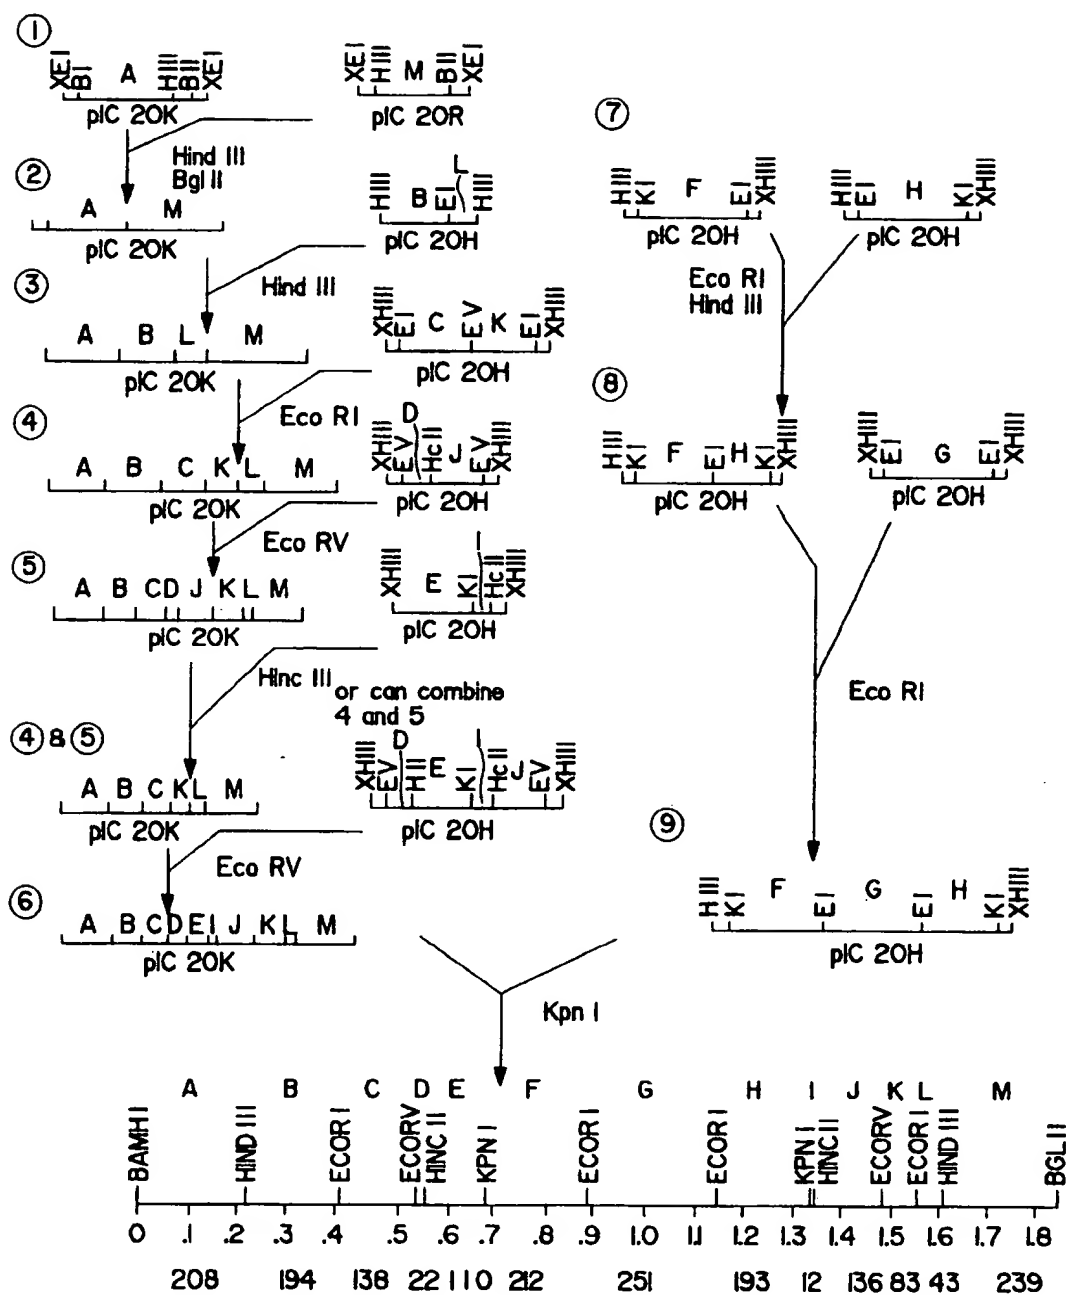 ①
XEI BI A HIII BII XEI
pIC 20K
XEI HIII M BII XEI
pIC 20R
Hind III
Bgl II
②
A M
pIC 20K
L
HIII B EI HIII
pIC 20H
Hind III
③
A B L M
pIC 20K
XHIII EI C EV K EI XHIII
pIC 20H
Eco RI
④
A B C K L M
pIC 20K
D
XHIII EV HcII J EV XHIII
pIC 20H
Eco RV
⑤
A B C D J K L M
pIC 20K
I
XHIII E KI HcII XHIII
pIC 20H
Hinc III
or can combine
4 and 5
④ & ⑤
A B C K L M
pIC 20K
D I
XHIII EV HII E KI HcII J EV XHIII
pIC 20H
Eco RV
⑥
A B C D E I J K L M
pIC 20K
⑦
HIII KI F EI XHIII
pIC 20H
HIII EI H KI XHIII
pIC 20H
Eco RI
Hind III
⑧
HIII KI F EI H KI XHIII
pIC 20H
XHIII EI G EI XHIII
pIC 20H
Eco RI
⑨
HIII KI F EI G EI H KI XHIII
pIC 20H
Kpn I
A B C D E F G H I J K L M
BAMH I HIND III ECOR I ECORV HINC II KPN I ECOR I ECOR I KPN I HINC II ECORV ECOR I HIND III BGL II
0 .1 .2 .3 .4 .5 .6 .7 .8 .9 1.0 1.1 1.2 1.3 1.4 1.5 1.6 1.7 1.8
208 194 138 22 110 212 251 193 12 136 83 43 239